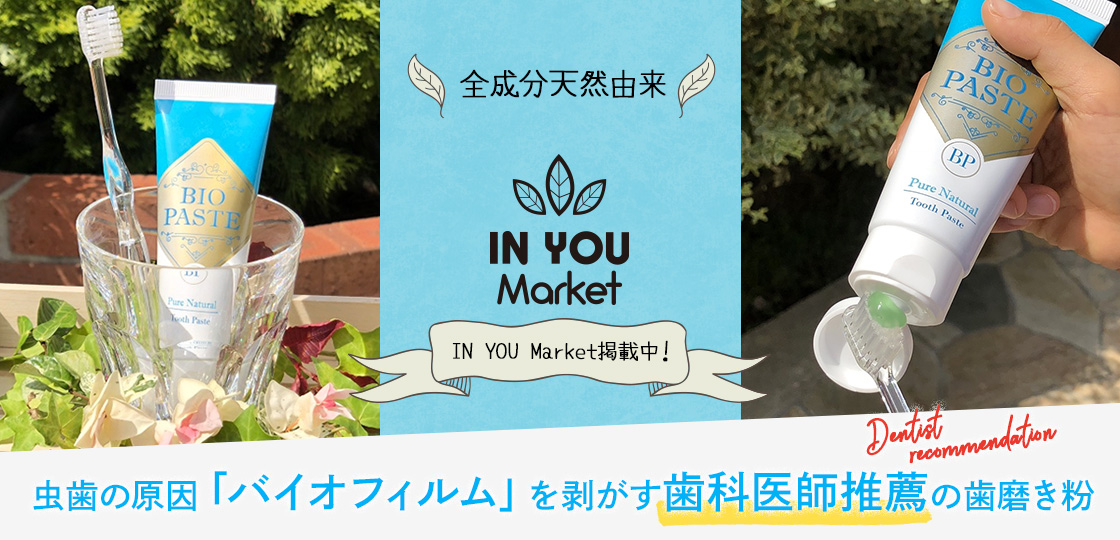 BIO
PASTE
BP
Pure Natural
Tooth Paste
全成分天然由来
IN YOU
Market
IN YOU Market掲載中!
BIO
PASTE
BP
Pure Natural
Tooth Paste
Dentist
recommendation
虫歯の原因「バイオフィルム」を剥がす歯科医師推薦の歯磨き粉